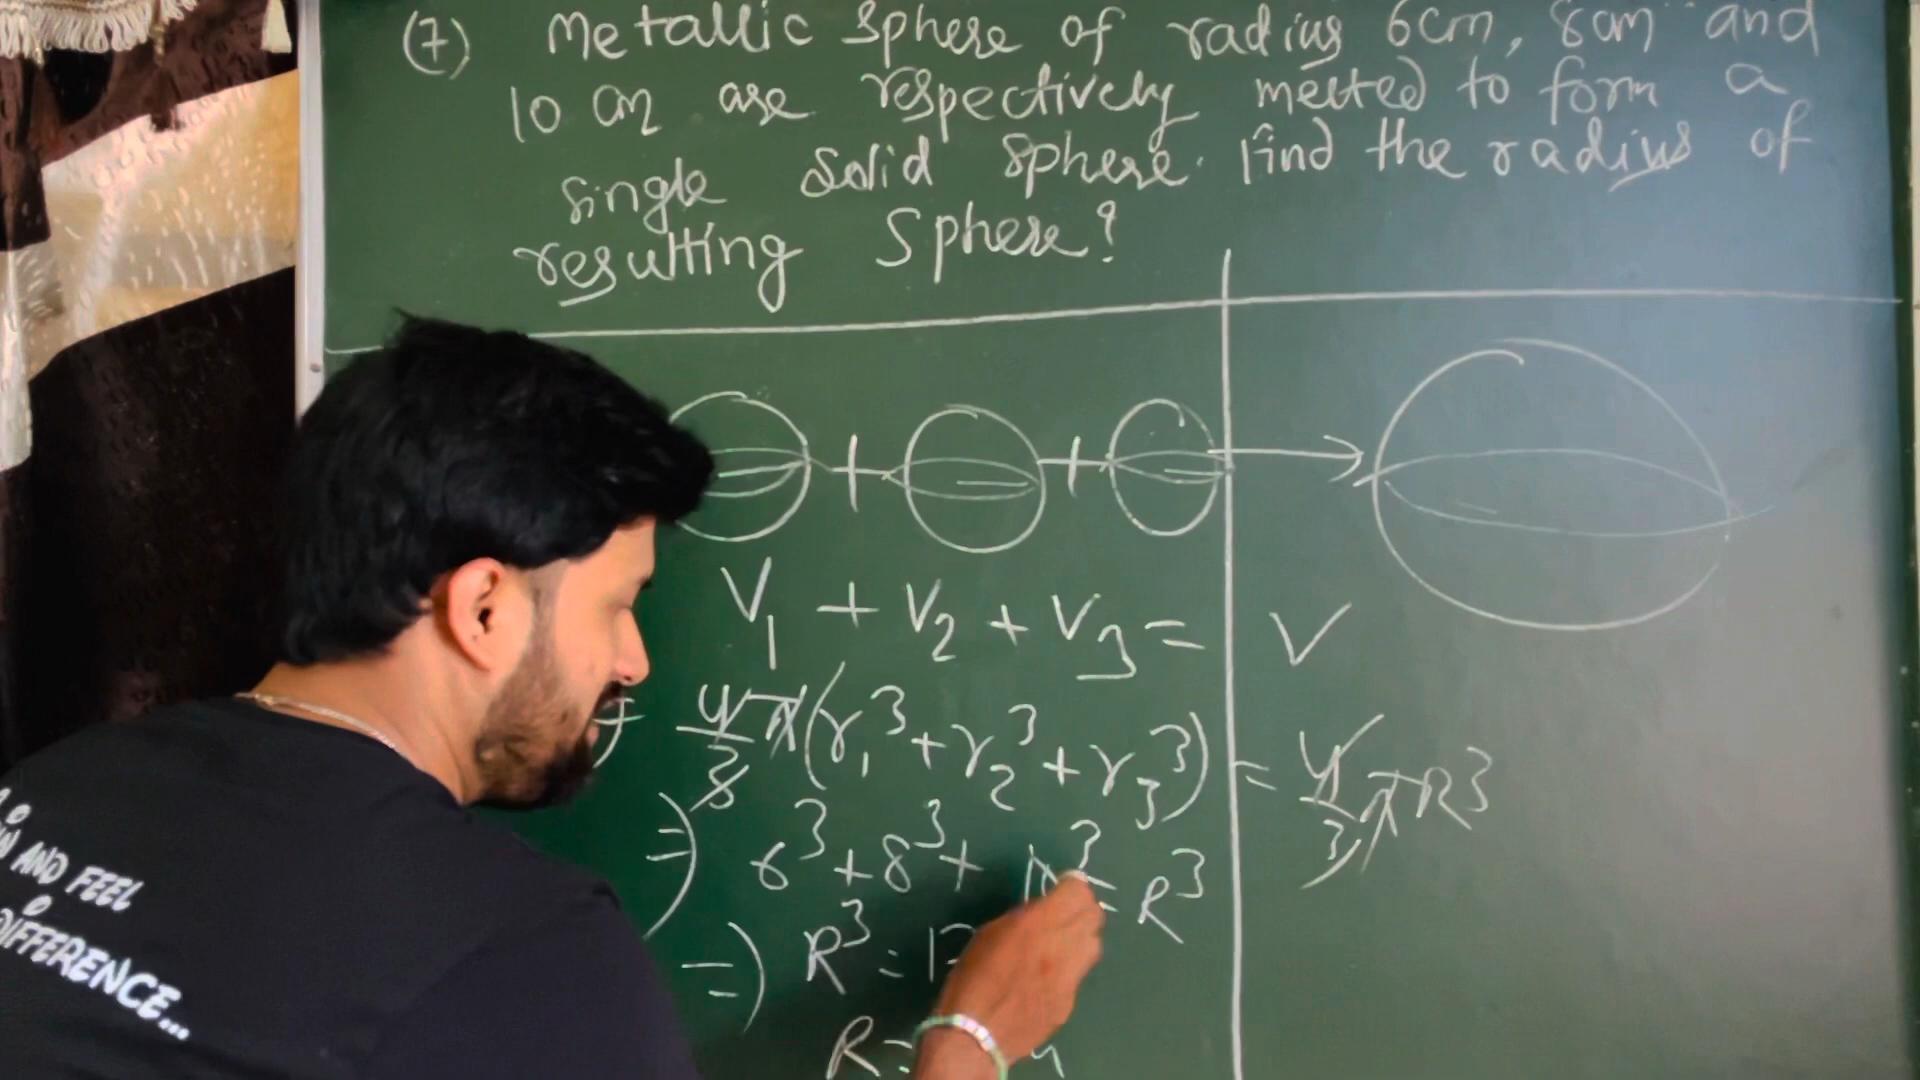 (7) Metallic sphere of radius 6cm, 8cm and
10 cm are respectively melted to form a
single solid sphere. Find the radius of
resulting Sphere?
V₁ + V₂ + V₃ = V
4/3 π(r₁³ + r₂³ + r₃³) = 4/3 πR³
⇒ 6³ + 8³ + 10³ = R³
⇒ R³ = 17
R =
AND FEEL
DIFFERENCE...